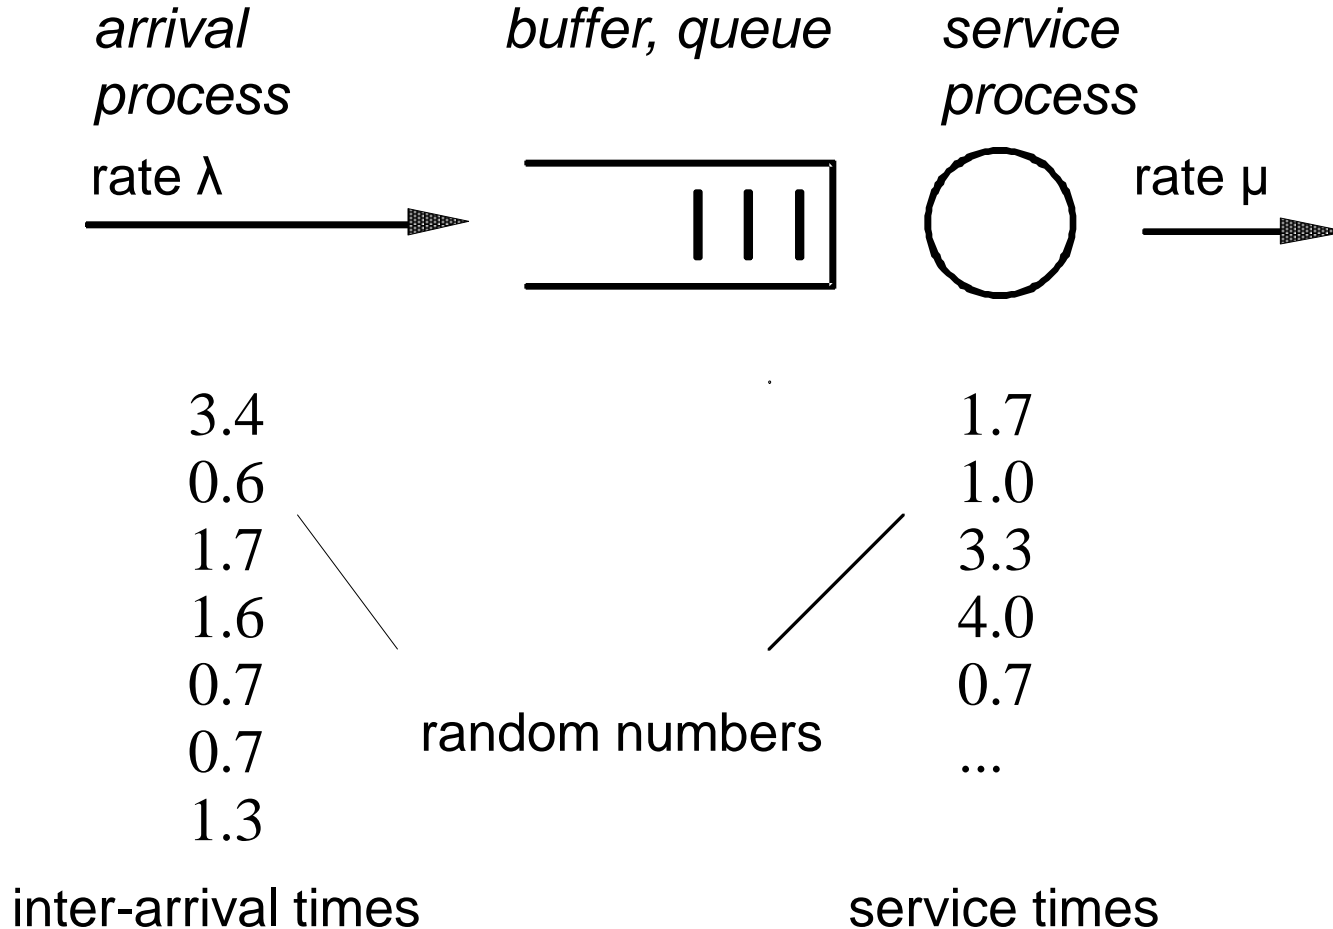 arrival
process
buffer, queue
service
process
rate λ
rate μ
3.4
0.6
1.7
1.6
0.7
0.7
1.3
inter-arrival times
random numbers
1.7
1.0
3.3
4.0
0.7
...
service times